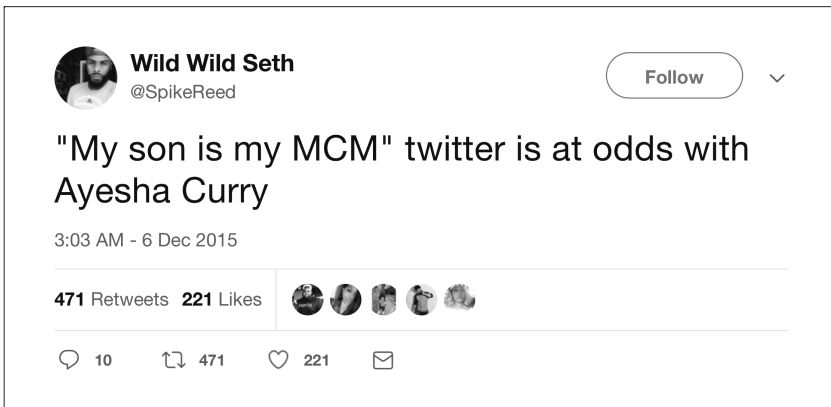 Wild Wild Seth
@SpikeReed
Follow
"My son is my MCM" twitter is at odds with
Ayesha Curry
3:03 AM - 6 Dec 2015
471 Retweets 221 Likes
10 471 221